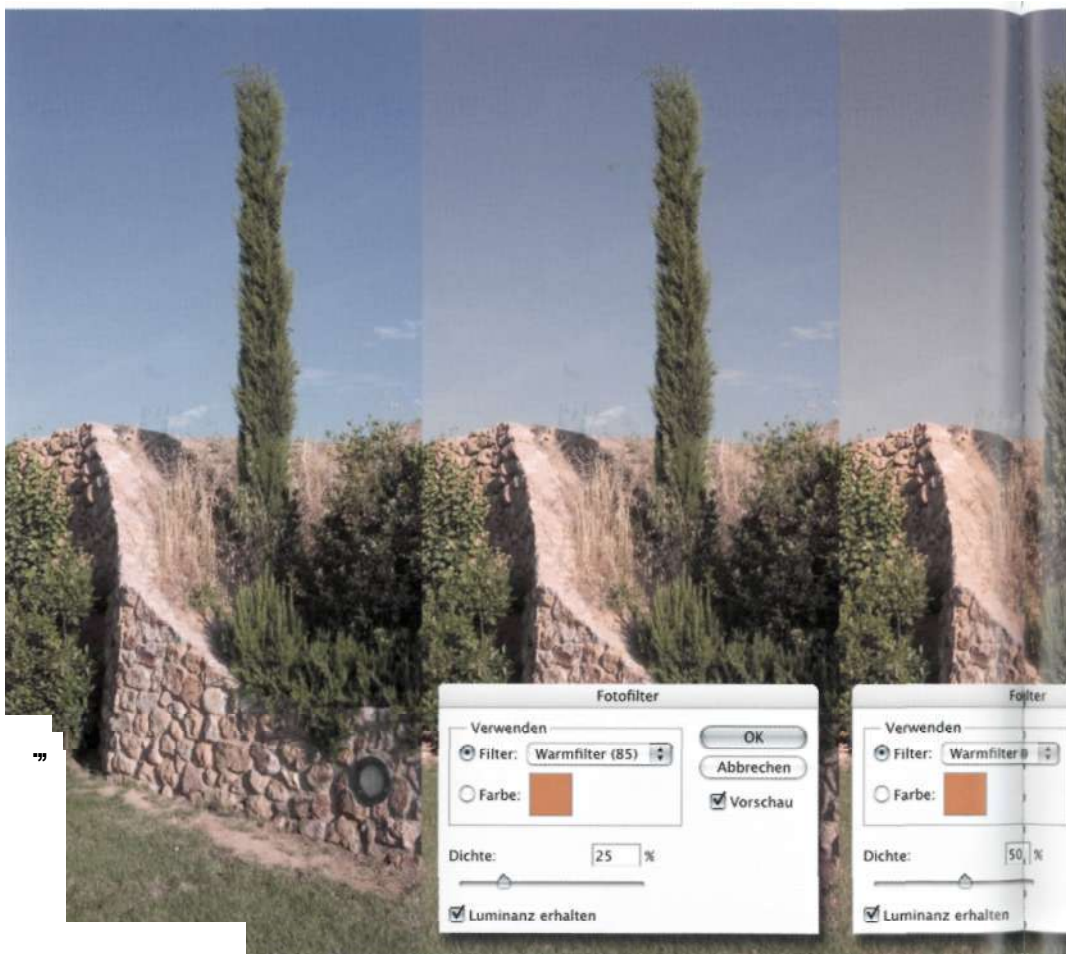 Fotofilter
Verwenden
Filter: Warmfilter (85)
Farbe:
OK
Abbrechen
Vorschau
Dichte: 25 %
Luminanz erhalten
Verwenden
Filter: Warmfilter
Farbe:
Dichte: 50 %
Luminanz erhalten